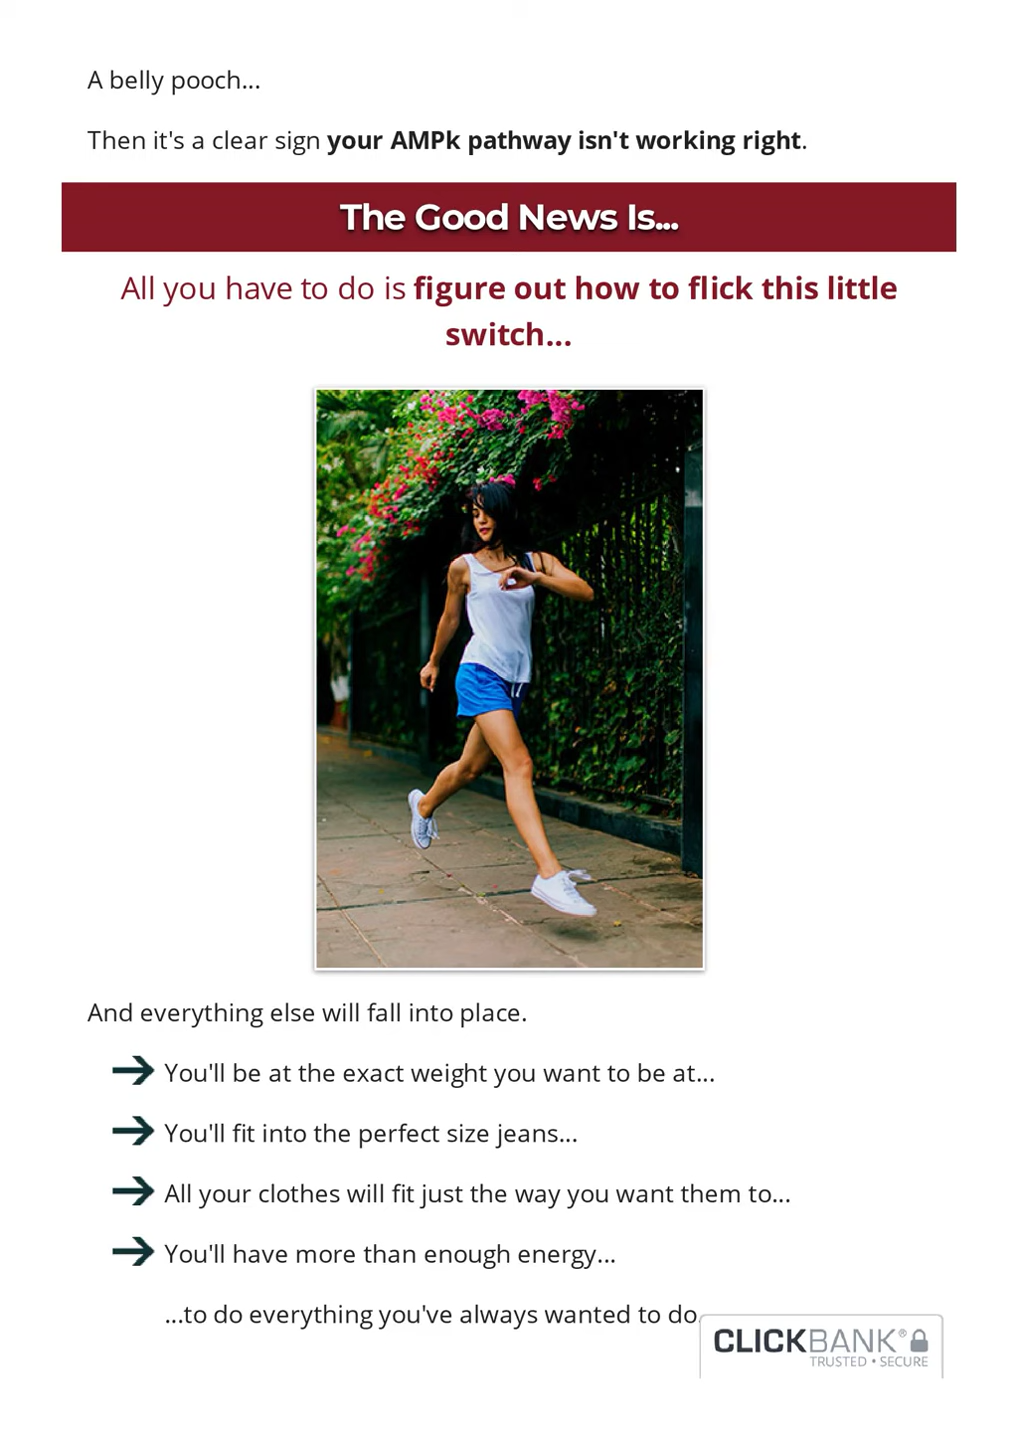 A belly pooch...
Then it's a clear sign your AMPk pathway isn't working right.
The Good News Is...
All you have to do is figure out how to flick this little
switch...
And everything else will fall into place.
You'll be at the exact weight you want to be at...
You'll fit into the perfect size jeans...
All your clothes will fit just the way you want them to...
You'll have more than enough energy...
...to do everything you've always wanted to do.
CLICKBANK®
TRUSTED • SECURE